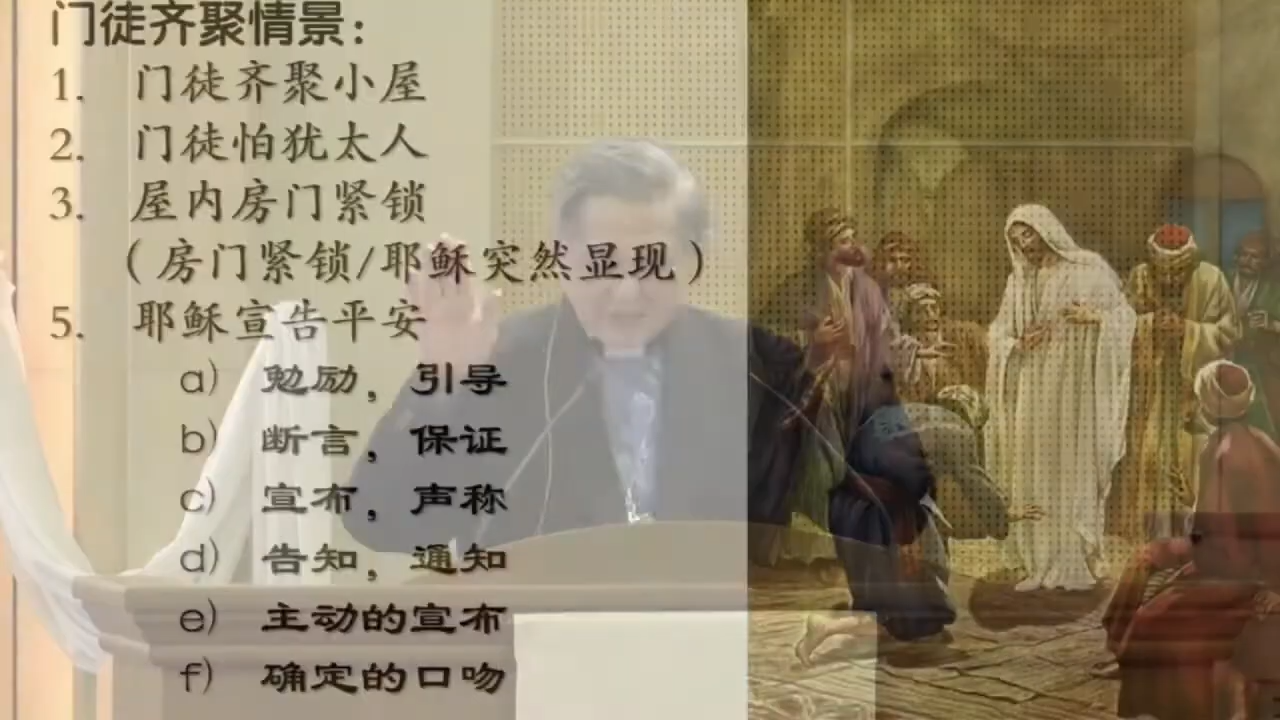 门徒齐聚情景：
1. 门徒齐聚小屋
2. 门徒怕犹太人
3. 屋内房门紧锁
（房门紧锁/耶稣突然显现）
5. 耶稣宣告平安
a) 勉励，引导
b) 断言，保证
c) 宣布，声称
d) 告知，通知
e) 主动的宣布
f) 确定的口吻